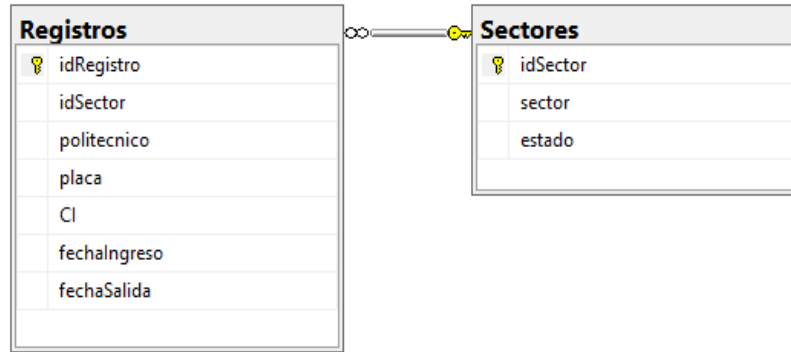 Registros
idRegistro
idSector
politecnico
placa
CI
fechaIngreso
fechaSalida
Sectores
idSector
sector
estado